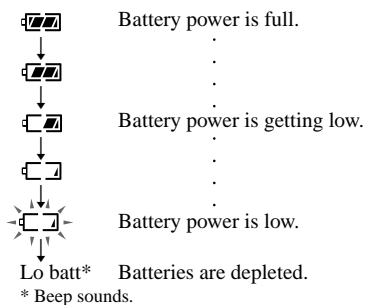 Battery power is full.
Battery power is getting low.
Battery power is low.
Lo batt* Batteries are depleted.
* Beep sounds.